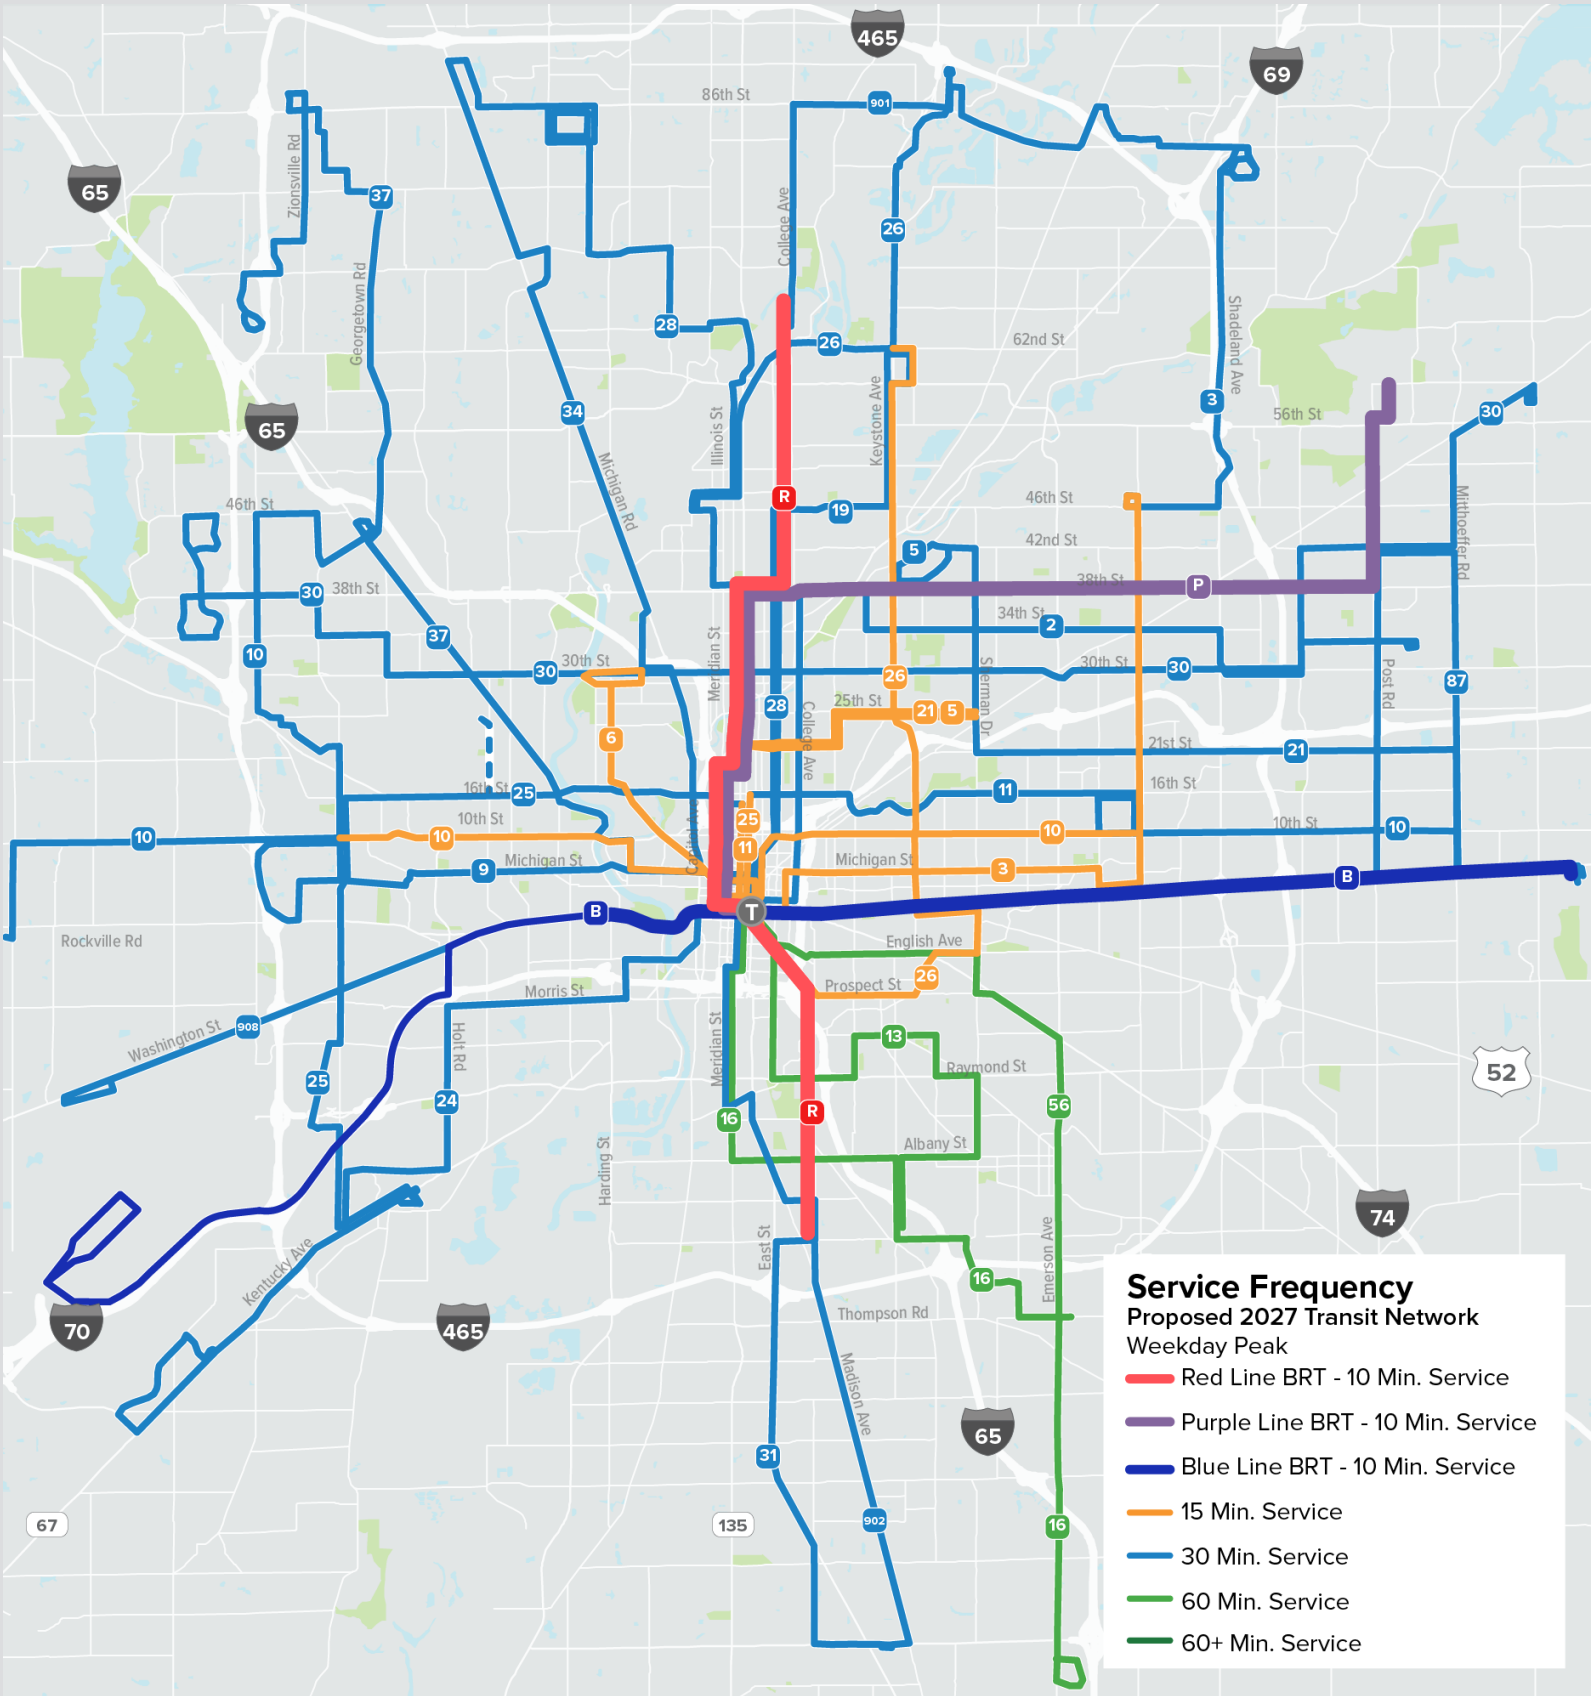 465
69
86th St
901
65
Zionsville Rd
37
College Ave
26
Georgetown Rd
28
26
62nd St
Shadeland Ave
34
Illinois St
Keystone Ave
3
56th St
30
65
Michigan Rd
46th St
R
19
46th St
Mitthoeffer Rd
5
42nd St
30
38th St
38th St
P
34th St
2
37
10
Meridian St
30
30th St
26
Sherman Dr
30th St
30
Post Rd
87
28
College Ave
25th St
21
5
6
21st St
21
16th St
25
11
16th St
10th St
25
10
10
Capitol Ave
11
10
10th St
10
9
Michigan St
Michigan St
3
B
B
T
Rockville Rd
English Ave
26
Morris St
Prospect St
Washington St
908
Holt Rd
Meridian St
13
Raymond St
52
25
24
16
R
56
Harding St
Albany St
74
Kentucky Ave
East St
Emerson Ave
16
70
465
Thompson Rd
Madison Ave
65
31
67
135
902
16
Service Frequency
Proposed 2027 Transit Network
Weekday Peak
Red Line BRT - 10 Min. Service
Purple Line BRT - 10 Min. Service
Blue Line BRT - 10 Min. Service
15 Min. Service
30 Min. Service
60 Min. Service
60+ Min. Service